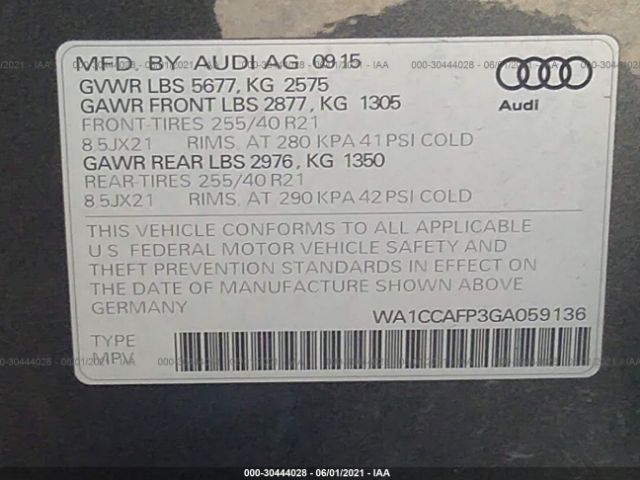 MFD BY AUDI AG 09.15
GVWR LBS 5677, KG 2575
GAWR FRONT LBS 2877, KG 1305
FRONT-TIRES 255/40 R21
8.5JX21 RIMS, AT 280 KPA 41 PSI COLD
GAWR REAR LBS 2976, KG 1350
REAR-TIRES 255/40 R21
8.5JX21 RIMS, AT 290 KPA 42 PSI COLD
Audi
THIS VEHICLE CONFORMS TO ALL APPLICABLE
U.S. FEDERAL MOTOR VEHICLE SAFETY AND
THEFT PREVENTION STANDARDS IN EFFECT ON
THE DATE OF MANUFACTURE SHOWN ABOVE
GERMANY
WA1CCAFP3GA059136
TYPE
MPV
000-30444028 - 06/01/2021 - IAA